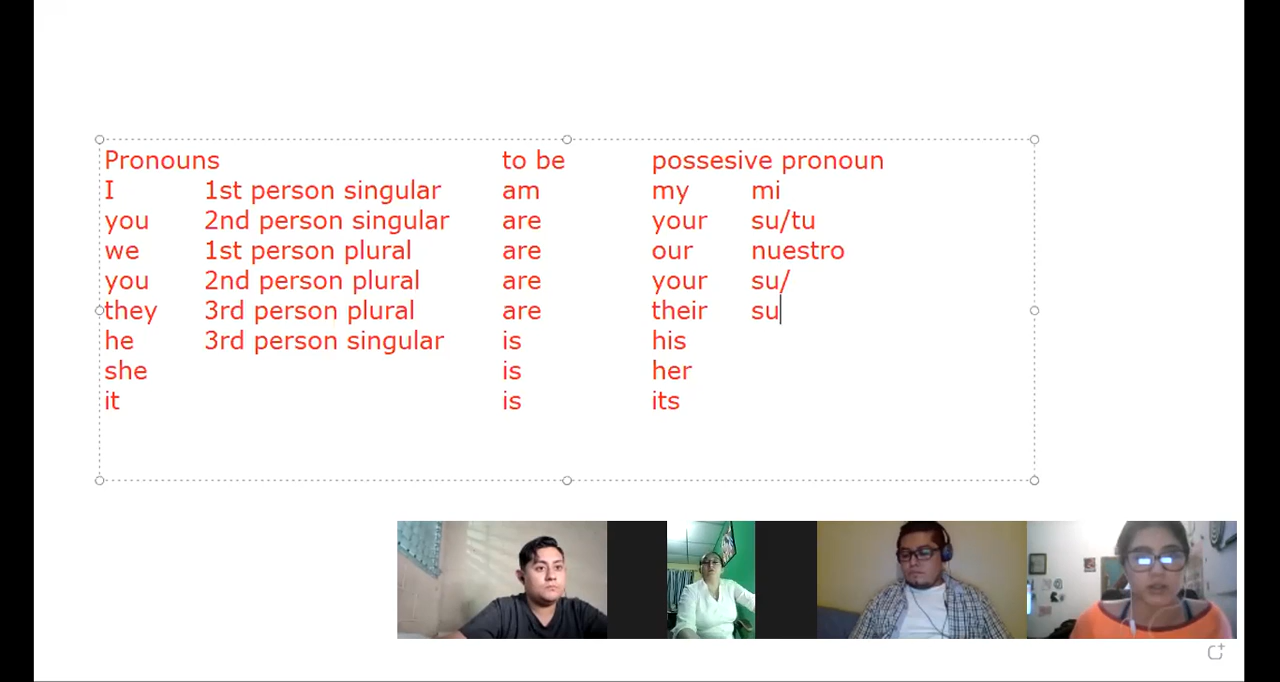 Pronouns to be possesive pronoun
I 1st person singular am my mi
you 2nd person singular are your su/tu
we 1st person plural are our nuestro
you 2nd person plural are your su/
they 3rd person plural are their su
he 3rd person singular is his
she is her
it is its